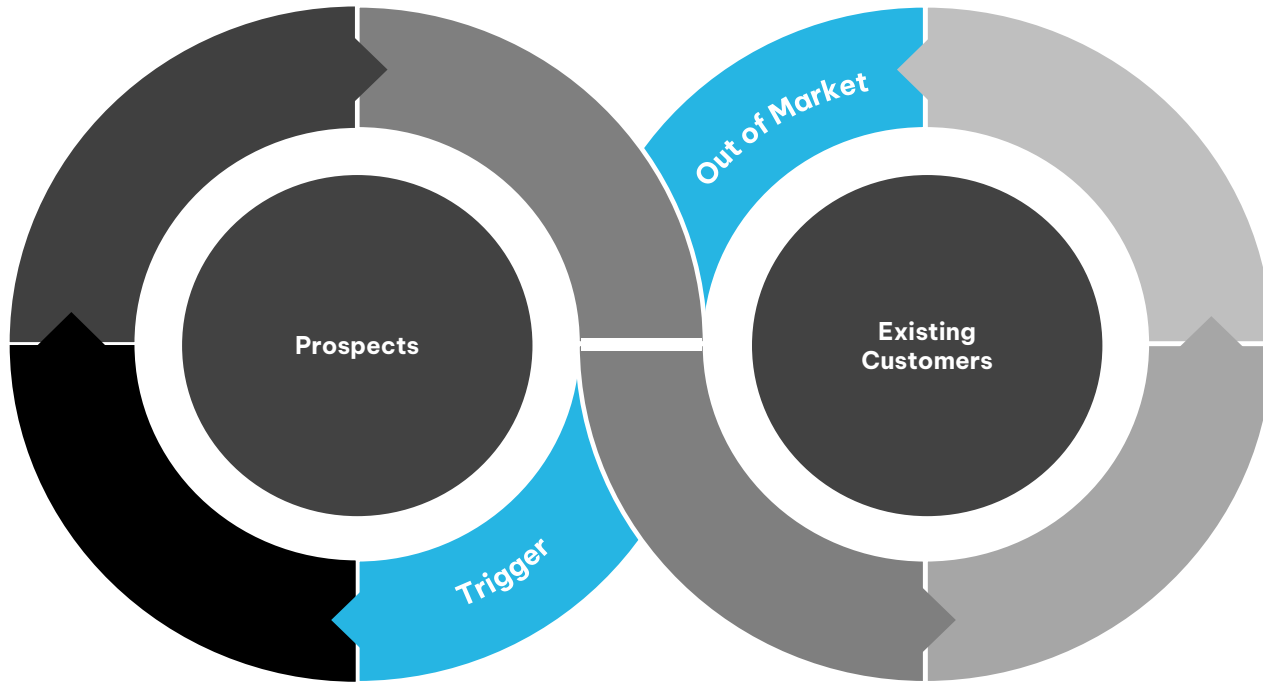 Out of Market
Prospects
Existing
Customers
Trigger